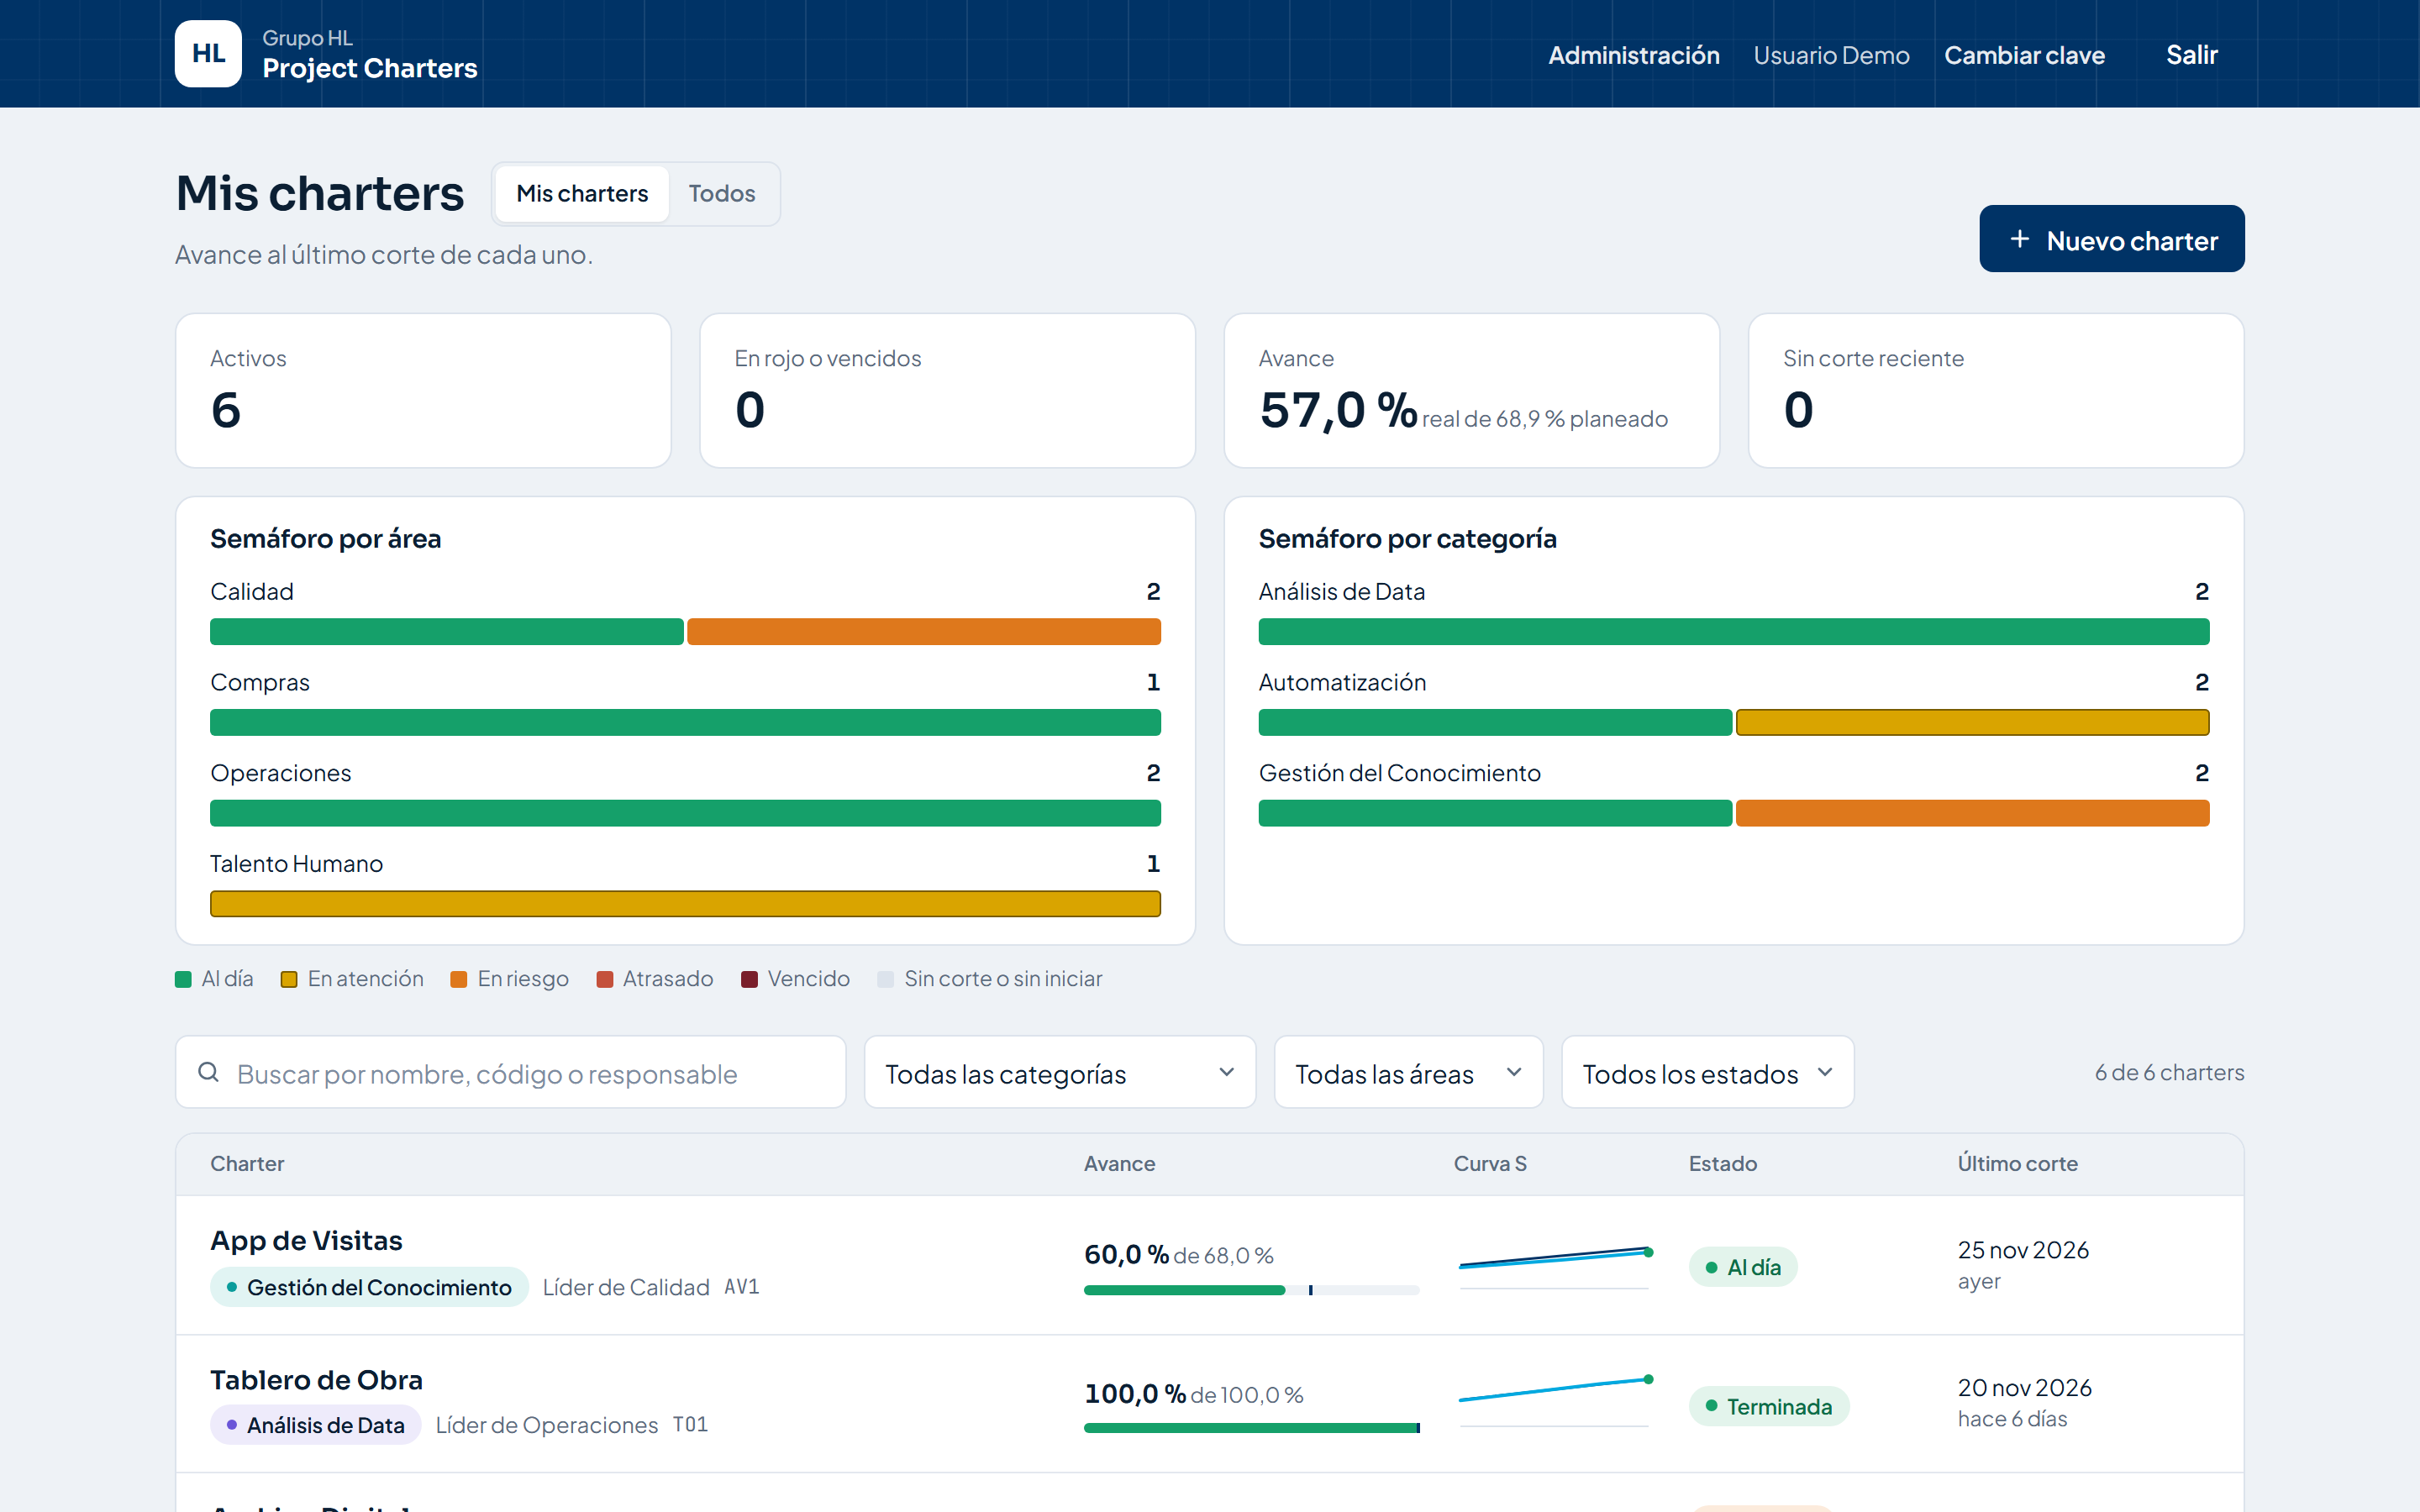 HL
Grupo HL
Project Charters
Administración
Usuario Demo
Cambiar clave
Salir
Mis charters
Mis charters
Todos
Avance al último corte de cada uno.
+ Nuevo charter
Activos
6
En rojo o vencidos
0
Avance
57,0 % real de 68,9 % planeado
Sin corte reciente
0
Semáforo por área
Calidad 2
Compras 1
Operaciones 2
Talento Humano 1
Semáforo por categoría
Análisis de Data 2
Automatización 2
Gestión del Conocimiento 2
Al día
En atención
En riesgo
Atrasado
Vencido
Sin corte o sin iniciar
Buscar por nombre, código o responsable
Todas las categorías
Todas las áreas
Todos los estados
6 de 6 charters
Charter
Avance
Curva S
Estado
Último corte
App de Visitas
Gestión del Conocimiento
Líder de Calidad
AV1
60,0 % de 68,0 %
Al día
25 nov 2026
ayer
Tablero de Obra
Análisis de Data
Líder de Operaciones
TO1
100,0 % de 100,0 %
Terminada
20 nov 2026
hace 6 días